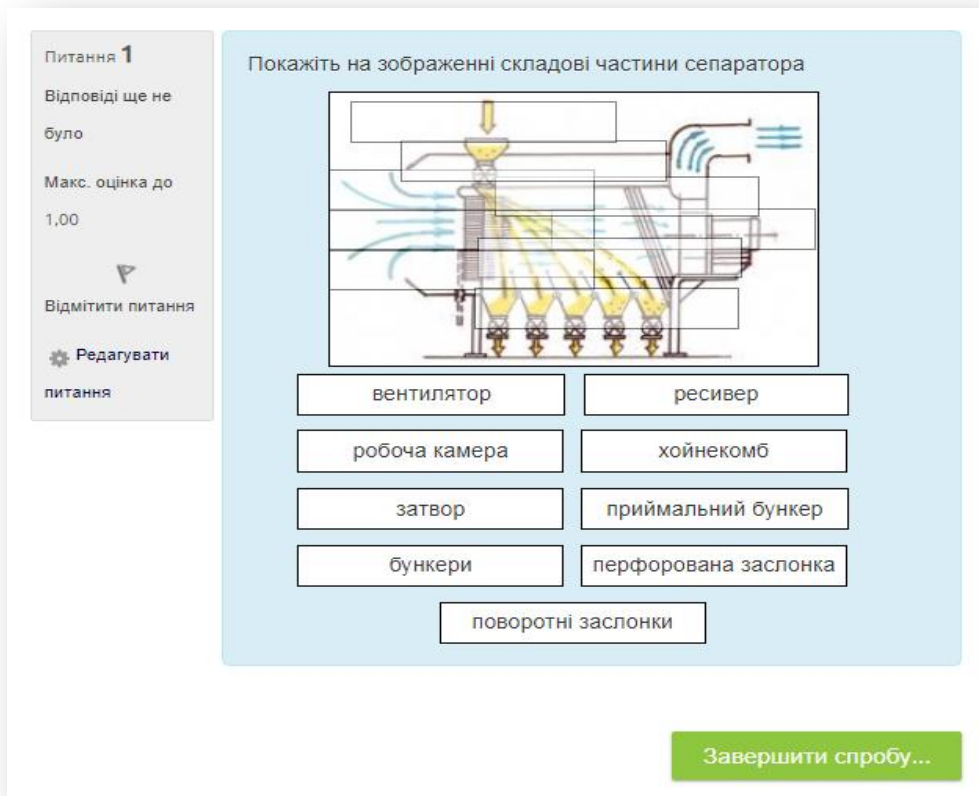 Питання 1
Відповіді ще не
було
Макс. оцінка до
1,00
Відмітити питання
Редагувати
питання
Покажіть на зображенні складові частини сепаратора
вентилятор
ресивер
робоча камера
хойнекомб
затвор
приймальний бункер
бункери
перфорована заслонка
поворотні заслонки
Завершити спробу...